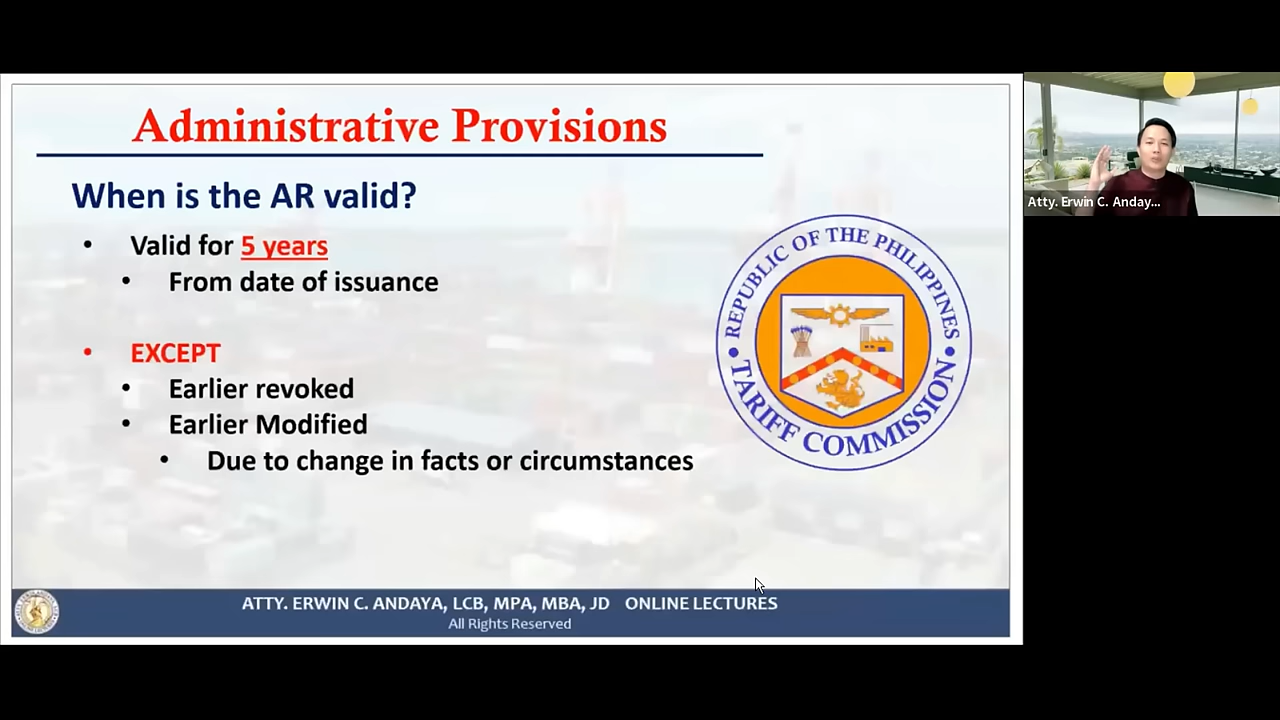 Administrative Provisions
When is the AR valid?
• Valid for 5 years
• From date of issuance
• EXCEPT
• Earlier revoked
• Earlier Modified
• Due to change in facts or circumstances
REPUBLIC OF THE PHILIPPINES
TARIFF COMMISSION
ATTY. ERWIN C. ANDAYA, LCB, MPA, MBA, JD ONLINE LECTURES
All Rights Reserved
Atty. Erwin C. Anday...